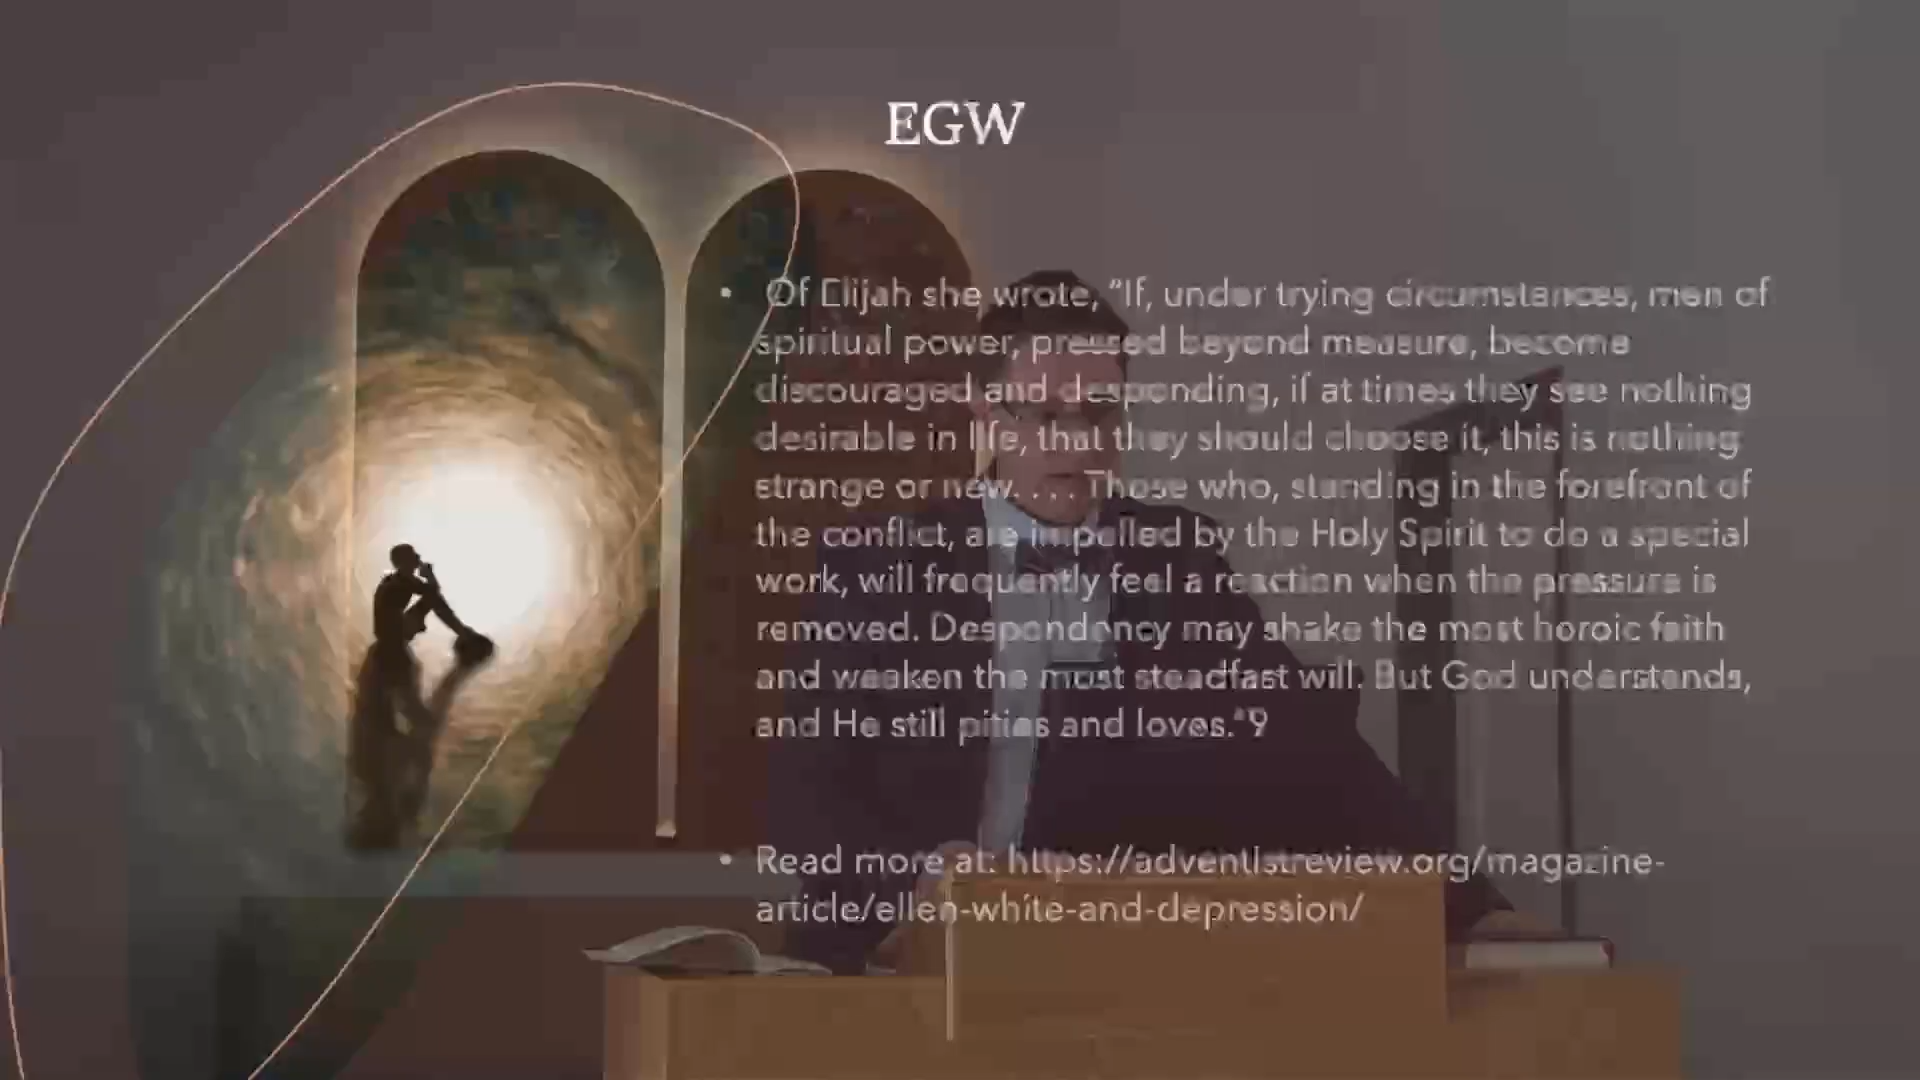 EGW
• Of Elijah she wrote, "If, under trying circumstances, men of
spiritual power, pressed beyond measure, become
discouraged and desponding, if at times they see nothing
desirable in life, that they should choose it, this is nothing
strange or new. . . . Those who, standing in the forefront of
the conflict, are impelled by the Holy Spirit to do a special
work, will frequently feel a reaction when the pressure is
removed. Despondency may shake the most heroic faith
and weaken the most steadfast will. But God understands,
and He still pities and loves."9
• Read more at: https://adventistreview.org/magazine-
article/ellen-white-and-depression/